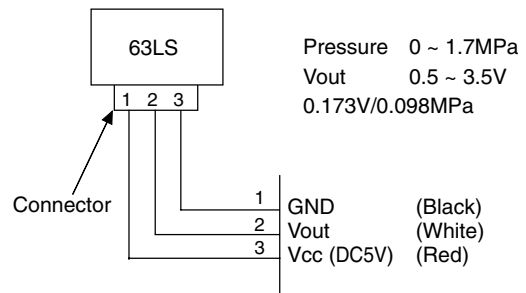 63LS
1 2 3
Connector
Pressure 0 ~ 1.7MPa
Vout 0.5 ~ 3.5V
0.173V/0.098MPa
1 GND (Black)
2 Vout (White)
3 Vcc (DC5V) (Red)